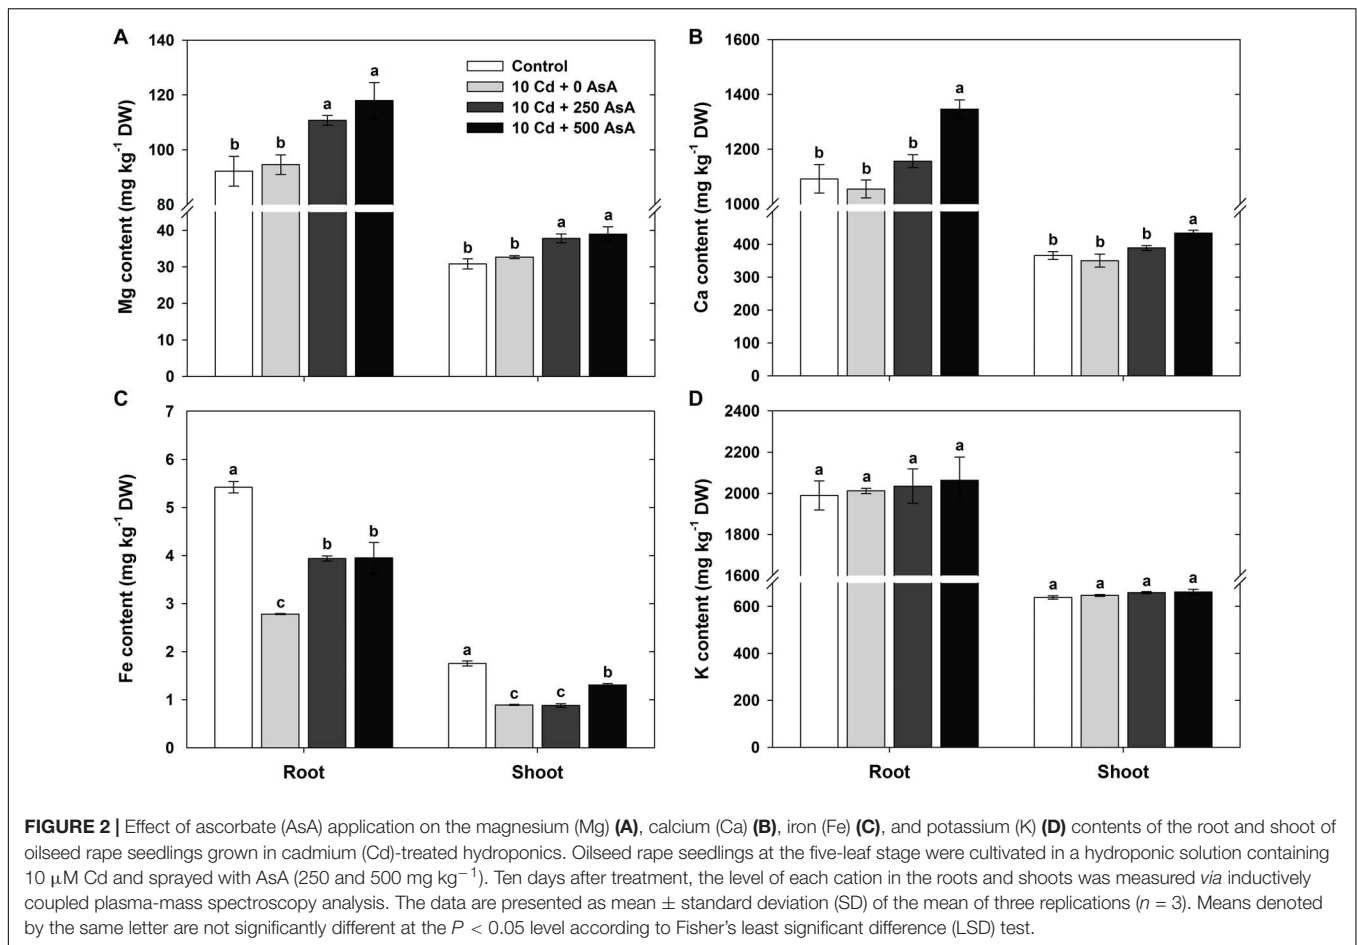 A
140
120
100
80
40
30
20
10
0
Mg content (mg kg⁻¹ DW)
b
b
a
a
b
b
a
a
Control
10 Cd + 0 AsA
10 Cd + 250 AsA
10 Cd + 500 AsA
B
1600
1400
1200
1000
400
300
200
100
0
Ca content (mg kg⁻¹ DW)
b
b
b
a
b
b
b
a
C
7
6
5
4
3
2
1
0
Fe content (mg kg⁻¹ DW)
a
c
b
b
a
c
c
b
Root
Shoot
D
2400
2200
2000
1800
1600
600
400
200
0
K content (mg kg⁻¹ DW)
a
a
a
a
a
a
a
a
Root
Shoot
FIGURE 2 | Effect of ascorbate (AsA) application on the magnesium (Mg) (A), calcium (Ca) (B), iron (Fe) (C), and potassium (K) (D) contents of the root and shoot of
oilseed rape seedlings grown in cadmium (Cd)-treated hydroponics. Oilseed rape seedlings at the five-leaf stage were cultivated in a hydroponic solution containing
10 μM Cd and sprayed with AsA (250 and 500 mg kg⁻¹). Ten days after treatment, the level of each cation in the roots and shoots was measured via inductively
coupled plasma-mass spectroscopy analysis. The data are presented as mean ± standard deviation (SD) of the mean of three replications (n = 3). Means denoted
by the same letter are not significantly different at the P < 0.05 level according to Fisher's least significant difference (LSD) test.